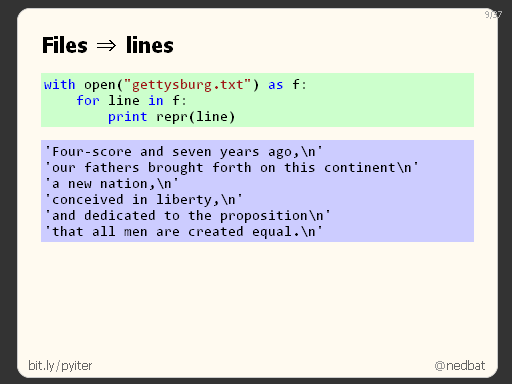 9/37
Files ⇒ lines
with open("gettysburg.txt") as f:
    for line in f:
        print repr(line)
'Four-score and seven years ago,\n'
'our fathers brought forth on this continent\n'
'a new nation,\n'
'conceived in liberty,\n'
'and dedicated to the proposition\n'
'that all men are created equal.\n'
bit.ly/pyiter
@nedbat